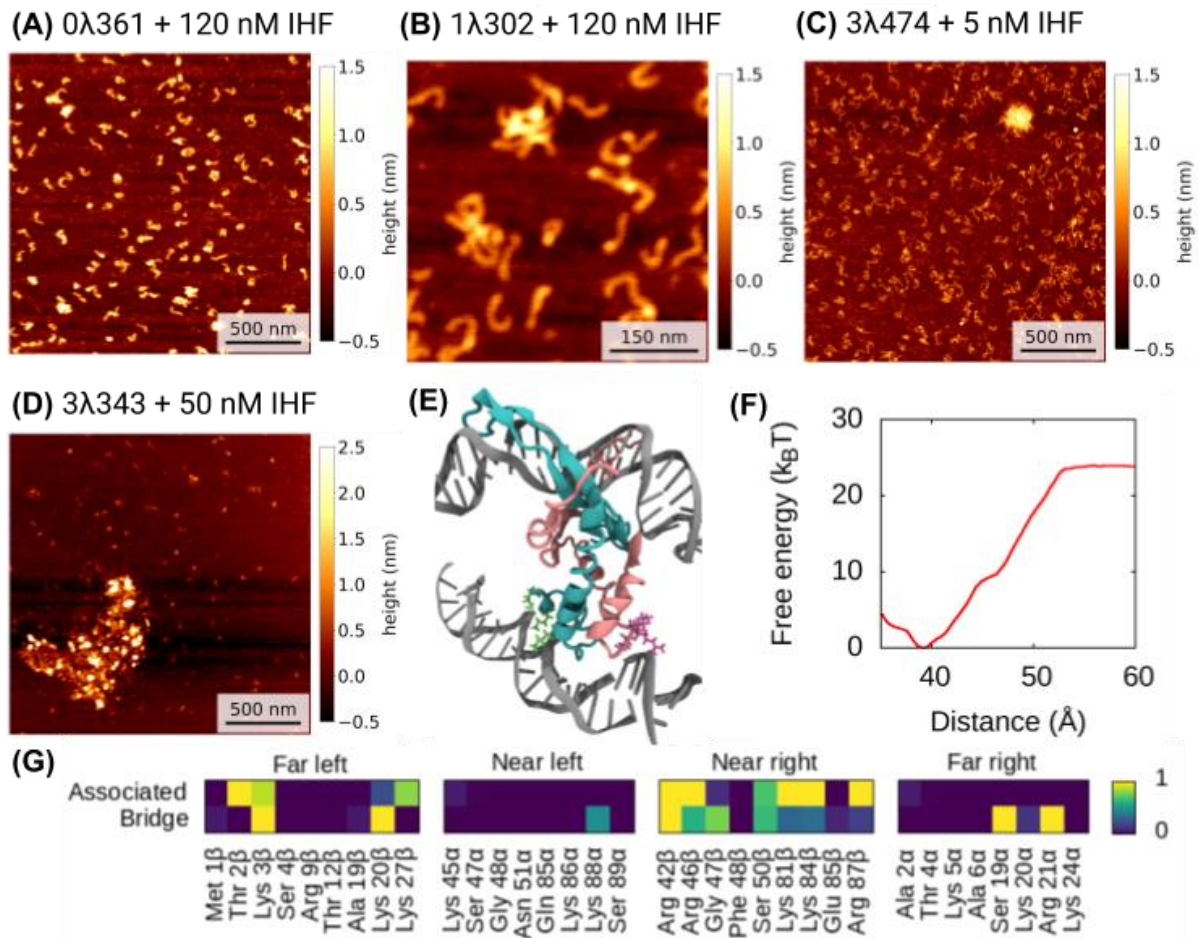 (A) 0λ361 + 120 nM IHF
1.5
1.0
0.5
0.0
−0.5
height (nm)
500 nm
(B) 1λ302 + 120 nM IHF
1.5
1.0
0.5
0.0
−0.5
height (nm)
150 nm
(C) 3λ474 + 5 nM IHF
1.5
1.0
0.5
0.0
−0.5
height (nm)
500 nm
(D) 3λ343 + 50 nM IHF
2.5
2.0
1.5
1.0
0.5
0.0
−0.5
height (nm)
500 nm
(E)
(F)
Free energy (kBT)
30
20
10
0
40
50
60
Distance (Å)
(G)
Far left
Near left
Near right
Far right
Associated
Bridge
1
0
Met 1β
Thr 2β
Lys 3β
Ser 4β
Arg 9β
Thr 12β
Ala 19β
Lys 20β
Lys 27β
Lys 45α
Ser 47α
Gly 48α
Asn 51α
Gln 85α
Lys 86α
Lys 88α
Ser 89α
Arg 42β
Arg 46β
Gly 47β
Phe 48β
Ser 50β
Lys 81β
Lys 84β
Glu 85β
Arg 87β
Ala 2α
Thr 4α
Lys 5α
Ala 6α
Ser 19α
Lys 20α
Arg 21α
Lys 24α